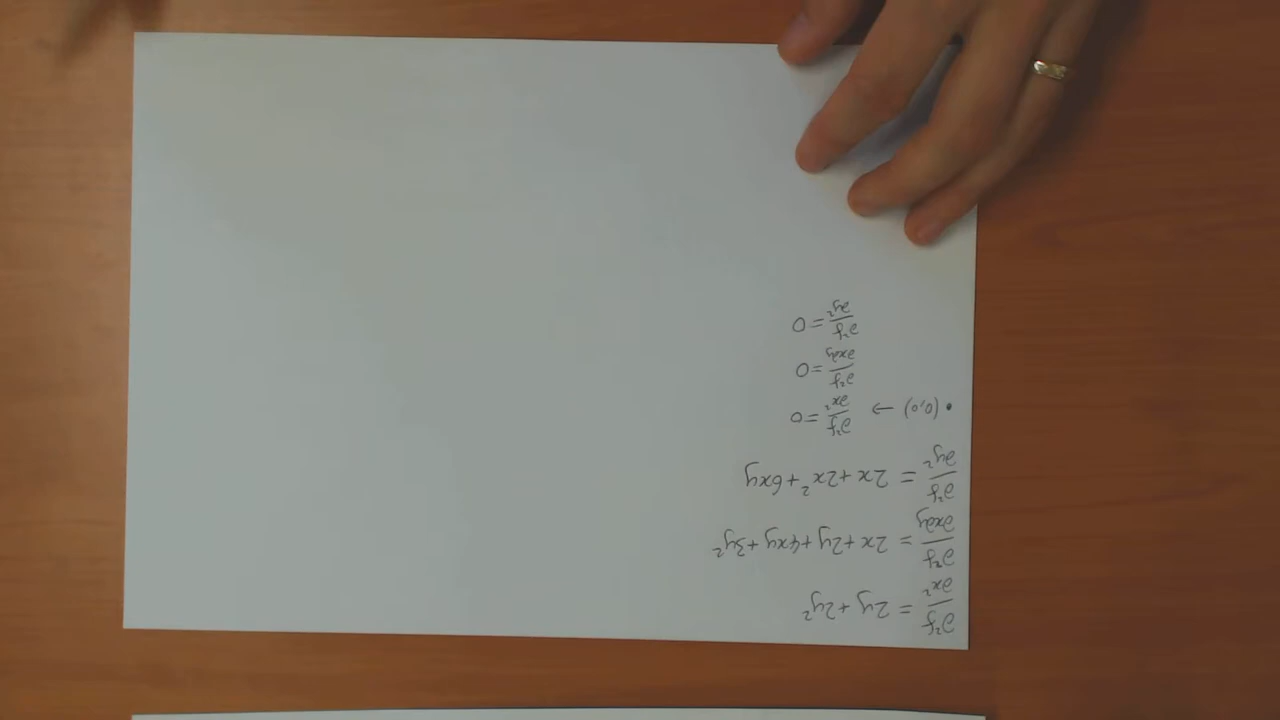 ∂²f/∂x² = 2y + 2y²
∂²f/∂x∂y = 2x + 2y + 4xy + 3y²
∂²f/∂y² = 2x + 2x² + 6xy
• (0,0) → ∂²f/∂x² = 0
∂²f/∂x∂y = 0
∂²f/∂y² = 0